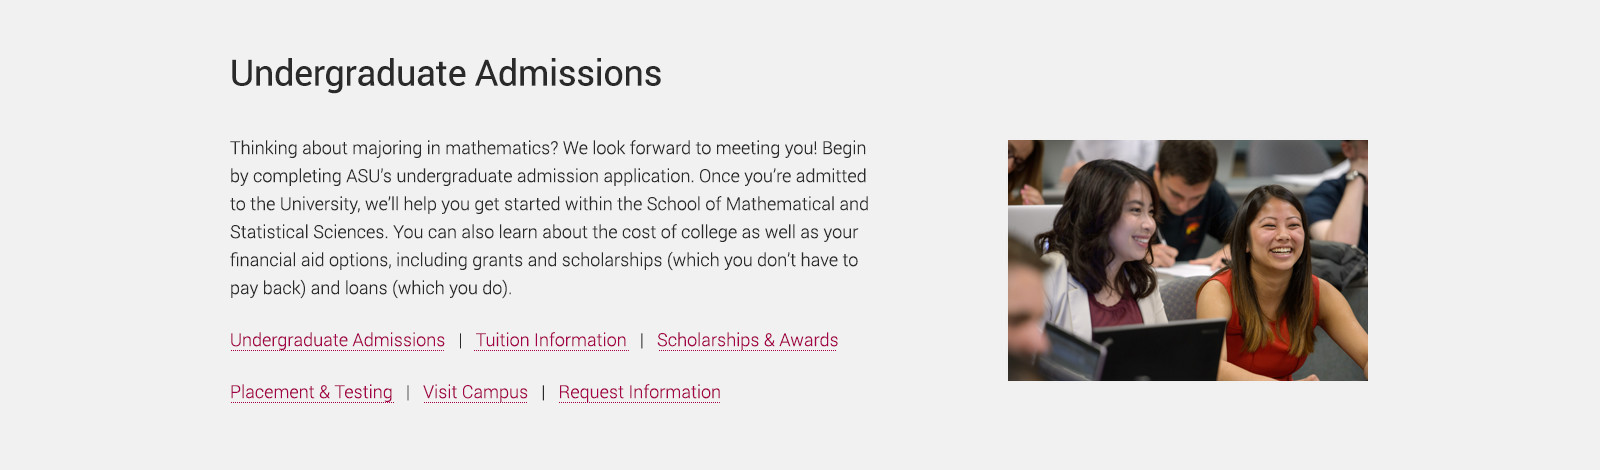 Undergraduate Admissions
Thinking about majoring in mathematics? We look forward to meeting you! Begin
by completing ASU's undergraduate admission application. Once you’re admitted
to the University, we’ll help you get started within the School of Mathematical and
Statistical Sciences. You can also learn about the cost of college as well as your
financial aid options, including grants and scholarships (which you don’t have to
pay back) and loans (which you do).
Undergraduate Admissions | Tuition Information | Scholarships & Awards
Placement & Testing | Visit Campus | Request Information